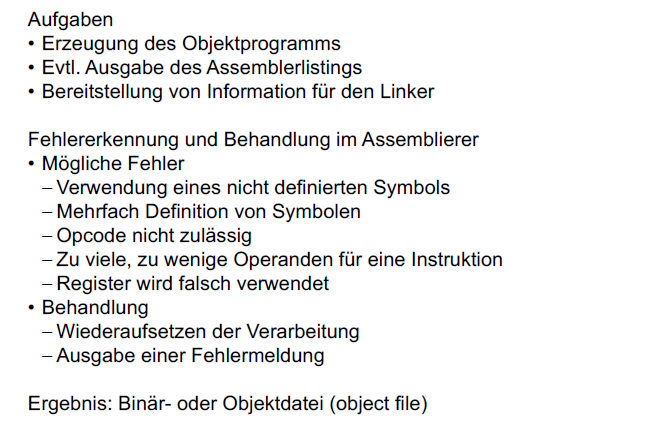 Aufgaben
• Erzeugung des Objektprogramms
• Evtl. Ausgabe des Assemblerlistings
• Bereitstellung von Information für den Linker
Fehlererkennung und Behandlung im Assemblierer
• Mögliche Fehler
– Verwendung eines nicht definierten Symbols
– Mehrfach Definition von Symbolen
– Opcode nicht zulässig
– Zu viele, zu wenige Operanden für eine Instruktion
– Register wird falsch verwendet
• Behandlung
– Wiederaufsetzen der Verarbeitung
– Ausgabe einer Fehlermeldung
Ergebnis: Binär- oder Objektdatei (object file)